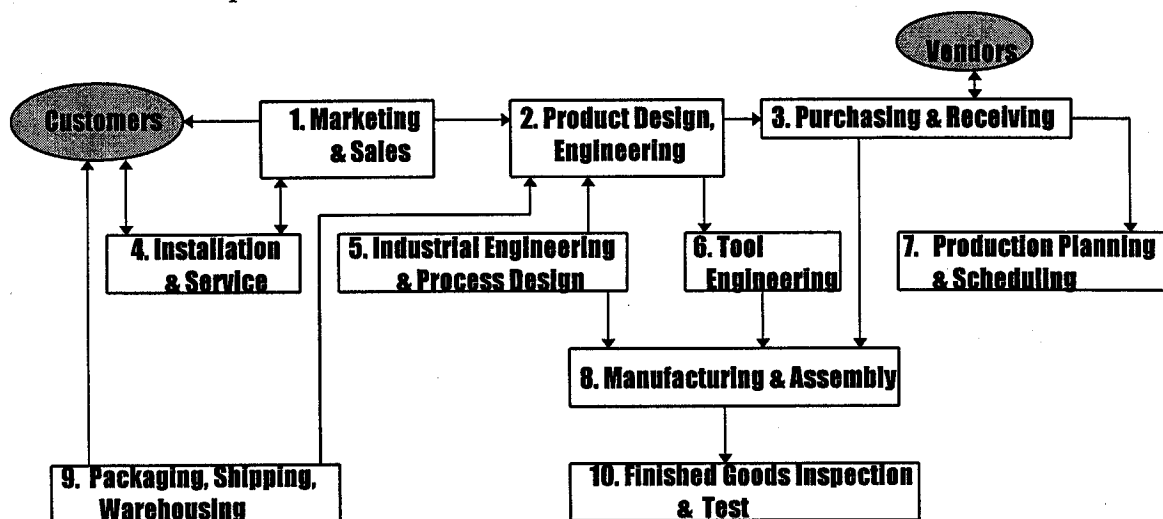 Vendors
Customers
1. Marketing
& Sales
2. Product Design,
Engineering
3. Purchasing & Receiving
4. Installation
& Service
5. Industrial Engineering
& Process Design
6. Tool
Engineering
7. Production Planning
& Scheduling
8. Manufacturing & Assembly
9. Packaging, Shipping,
Warehousing
10. Finished Goods Inspection
& Test